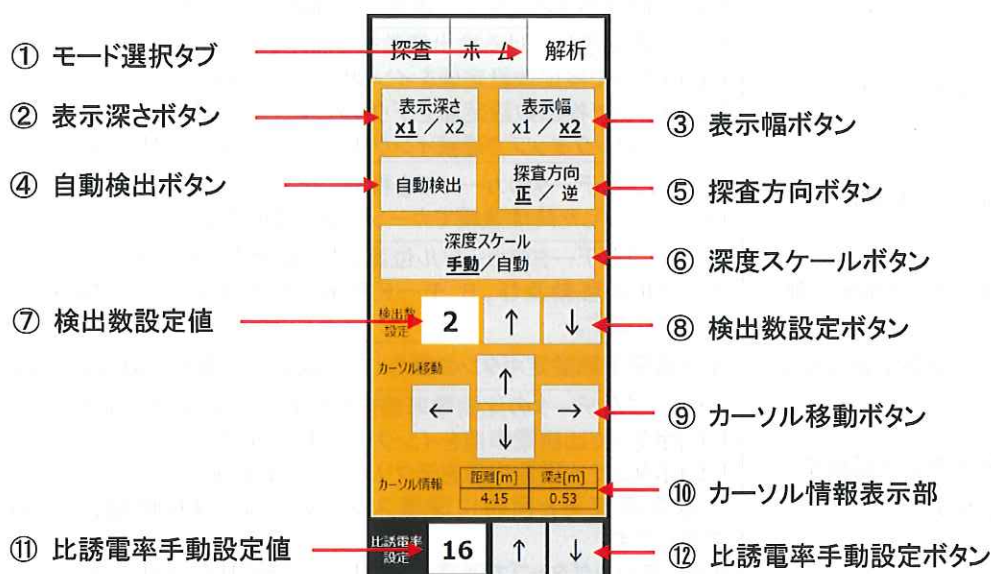 ① モード選択タブ
探査 ホーム 解析
② 表示深さボタン
表示深さ
x1 / x2
表示幅
x1 / x2
③ 表示幅ボタン
④ 自動検出ボタン
自動検出
探査方向
正 / 逆
⑤ 探査方向ボタン
深度スケール
手動/自動
⑥ 深度スケールボタン
⑦ 検出数設定値
検出数
設定
2 ↑ ↓
⑧ 検出数設定ボタン
カーソル移動
↑
← →
↓
⑨ カーソル移動ボタン
カーソル情報
距離[m] 深さ[m]
4.15 0.53
⑩ カーソル情報表示部
⑪ 比誘電率手動設定値
比誘電率
設定
16 ↑ ↓
⑫ 比誘電率手動設定ボタン